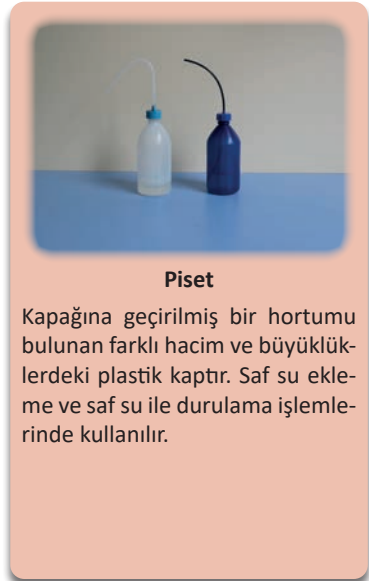 Piset
Kapağına geçirilmiş bir hortumu
bulunan farklı hacim ve büyüklük-
lerdeki plastik kaptır. Saf su ekle-
me ve saf su ile durulama işlemle-
rinde kullanılır.